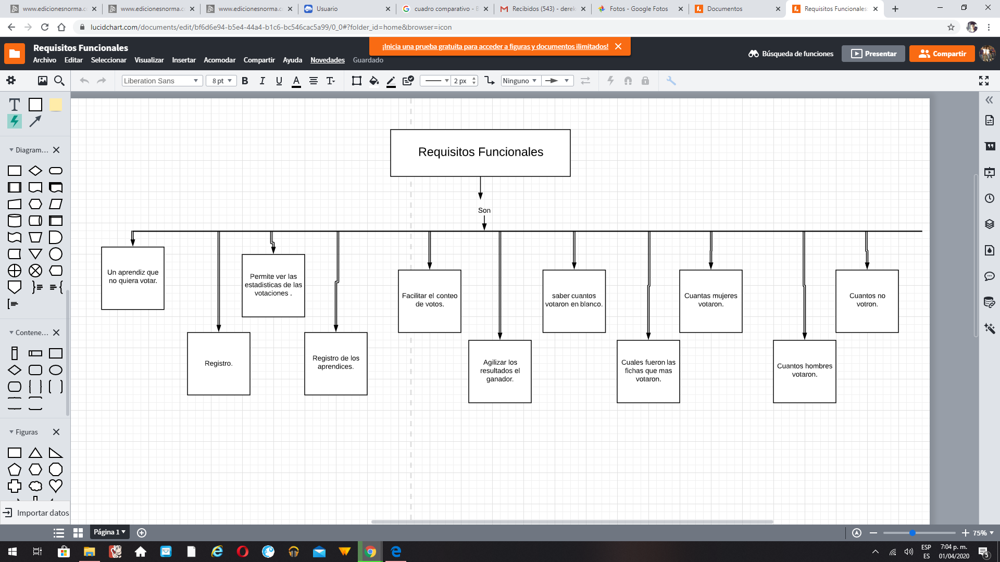 www.edicionesnorma.c
www.edicionesnorma.c
www.edicionesnorma.c
Usuario
cuadro comparativo - B
Recibidos (543) - derek
Fotos - Google Fotos
Documentos
Requisitos Funcionales
lucidchart.com/documents/edit/bf6d6e94-b5e4-44a4-b1c6-bc546cac5a99/0_0#?folder_id=home&browser=icon
Requisitos Funcionales
¡Inicia una prueba gratuita para acceder a figuras y documentos ilimitados!
Archivo Editar Seleccionar Visualizar Insertar Acomodar Compartir Ayuda Novedades Guardado
Búsqueda de funciones
Presentar
Compartir
Liberation Sans
8 pt
B I U A T
2 px
Ninguno
T
Diagram...
Contene...
Figuras
Importar datos
Requisitos Funcionales
Son
Un aprendiz que
no quiera votar.
Registro.
Permite ver las
estadisticas de las
votaciones .
Registro de los
aprendices.
Facilitar el conteo
de votos.
Agilizar los
resultados el
ganador.
saber cuantos
votaron en blanco.
Cuales fueron las
fichas que mas
votaron.
Cuantas mujeres
votaron.
Cuantos hombres
votaron.
Cuantos no
votron.
Página 1
75%
ESP
ES
7:04 p. m.
01/04/2020
5